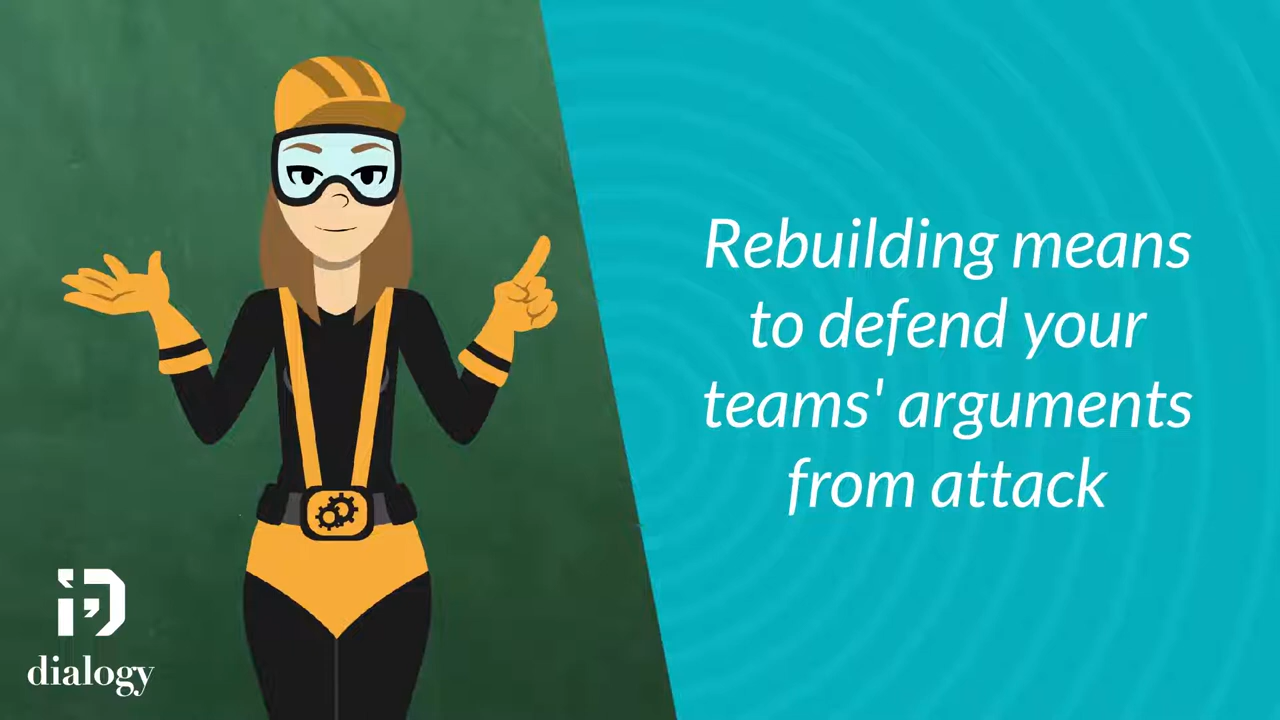 Rebuilding means
to defend your
teams' arguments
from attack
dialogy